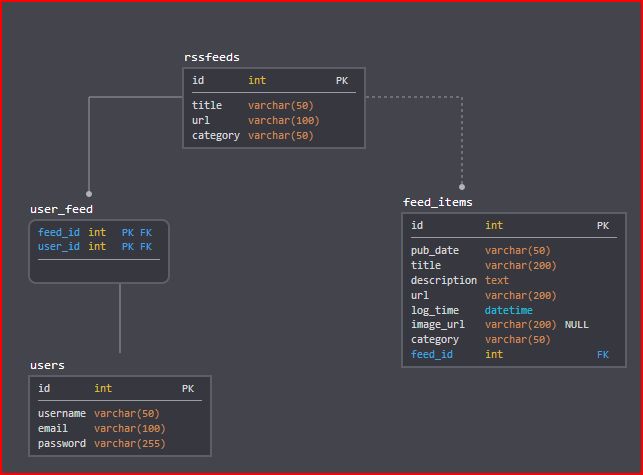 rssfeeds
id int PK
title varchar(50)
url varchar(100)
category varchar(50)
user_feed
feed_id int PK FK
user_id int PK FK
feed_items
id int PK
pub_date varchar(50)
title varchar(200)
description text
url varchar(200)
log_time datetime
image_url varchar(200) NULL
category varchar(50)
feed_id int FK
users
id int PK
username varchar(50)
email varchar(100)
password varchar(255)